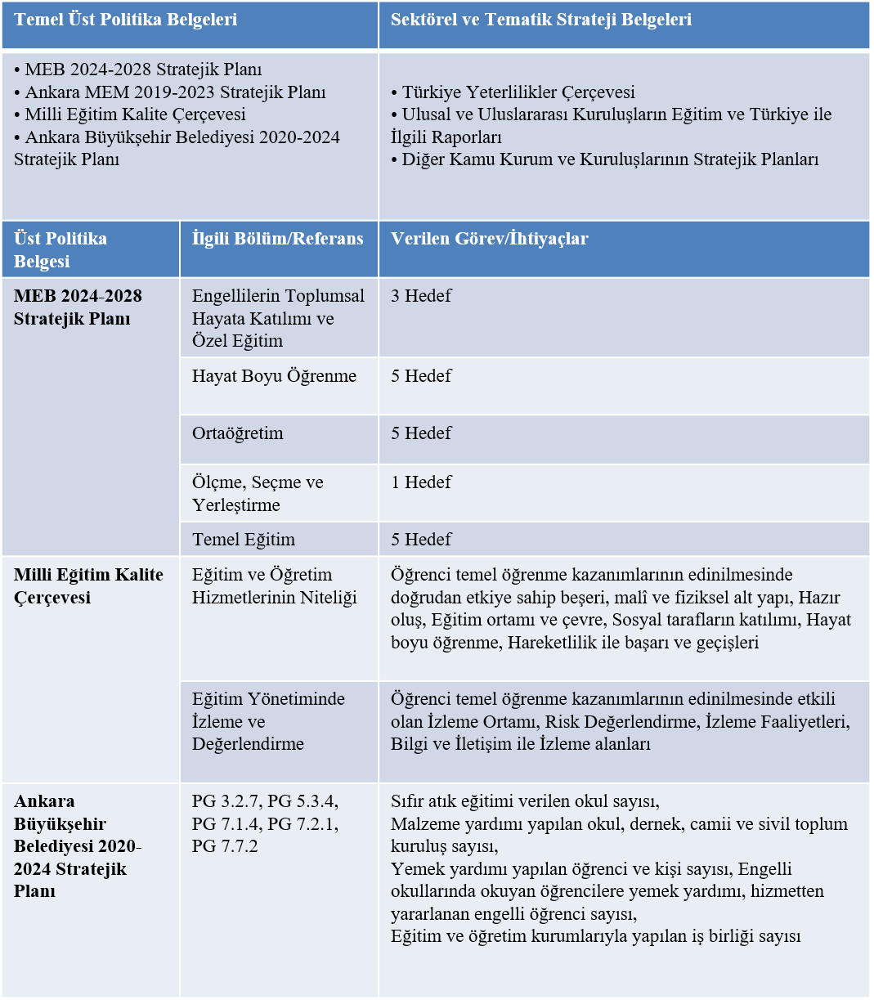 Temel Üst Politika Belgeleri
Sektörel ve Tematik Strateji Belgeleri
• MEB 2024-2028 Stratejik Planı
• Ankara MEM 2019-2023 Stratejik Planı
• Milli Eğitim Kalite Çerçevesi
• Ankara Büyükşehir Belediyesi 2020-2024
Stratejik Planı
• Türkiye Yeterlilikler Çerçevesi
• Ulusal ve Uluslararası Kuruluşların Eğitim ve Türkiye ile
İlgili Raporları
• Diğer Kamu Kurum ve Kuruluşlarının Stratejik Planları
Üst Politika
Belgesi
İlgili Bölüm/Referans
Verilen Görev/İhtiyaçlar
MEB 2024-2028
Stratejik Planı
Engellilerin Toplumsal
Hayata Katılımı ve
Özel Eğitim
3 Hedef
Hayat Boyu Öğrenme
5 Hedef
Ortaöğretim
5 Hedef
Ölçme, Seçme ve
Yerleştirme
1 Hedef
Temel Eğitim
5 Hedef
Milli Eğitim Kalite
Çerçevesi
Eğitim ve Öğretim
Hizmetlerinin Niteliği
Öğrenci temel öğrenme kazanımlarının edinilmesinde
doğrudan etkiye sahip beşeri, malî ve fiziksel alt yapı, Hazır
oluş, Eğitim ortamı ve çevre, Sosyal tarafların katılımı, Hayat
boyu öğrenme, Hareketlilik ile başarı ve geçişleri
Eğitim Yönetiminde
İzleme ve
Değerlendirme
Öğrenci temel öğrenme kazanımlarının edinilmesinde etkili
olan İzleme Ortamı, Risk Değerlendirme, İzleme Faaliyetleri,
Bilgi ve İletişim ile İzleme alanları
Ankara
Büyükşehir
Belediyesi 2020-
2024 Stratejik
Planı
PG 3.2.7, PG 5.3.4,
PG 7.1.4, PG 7.2.1,
PG 7.7.2
Sıfır atık eğitimi verilen okul sayısı,
Malzeme yardımı yapılan okul, dernek, camii ve sivil toplum
kuruluş sayısı,
Yemek yardımı yapılan öğrenci ve kişi sayısı, Engelli
okullarında okuyan öğrencilere yemek yardımı, hizmetten
yararlanan engelli öğrenci sayısı,
Eğitim ve öğretim kurumlarıyla yapılan iş birliği sayısı